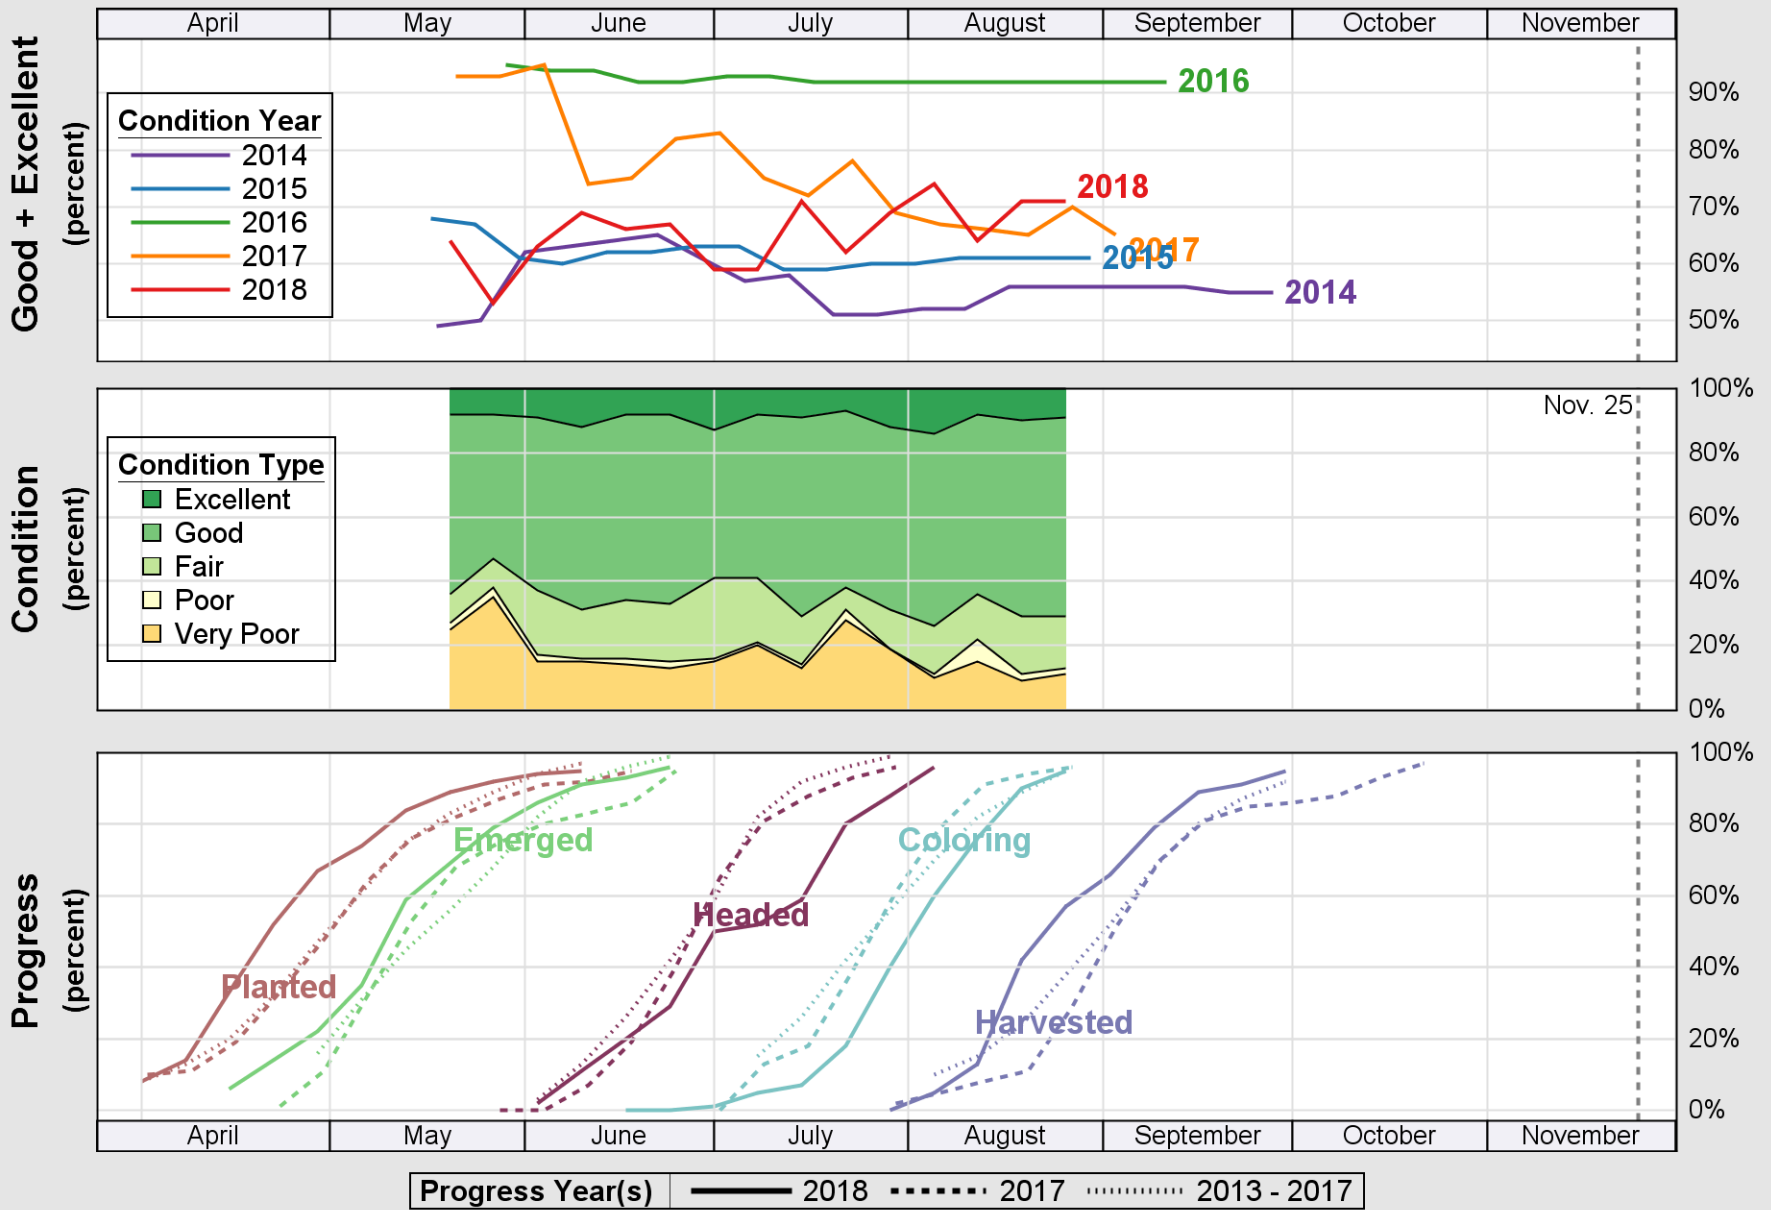 April May June July August September October November
Good + Excellent
(percent)
Condition Year
2014
2015
2016
2017
2018
2016
2018
2017
2015
2014
90%
80%
70%
60%
50%
Condition
(percent)
Condition Type
Excellent
Good
Fair
Poor
Very Poor
Nov. 25
100%
80%
60%
40%
20%
0%
Progress
(percent)
Planted
Emerged
Headed
Coloring
Harvested
100%
80%
60%
40%
20%
0%
April May June July August September October November
Progress Year(s) 2018 2017 2013 - 2017